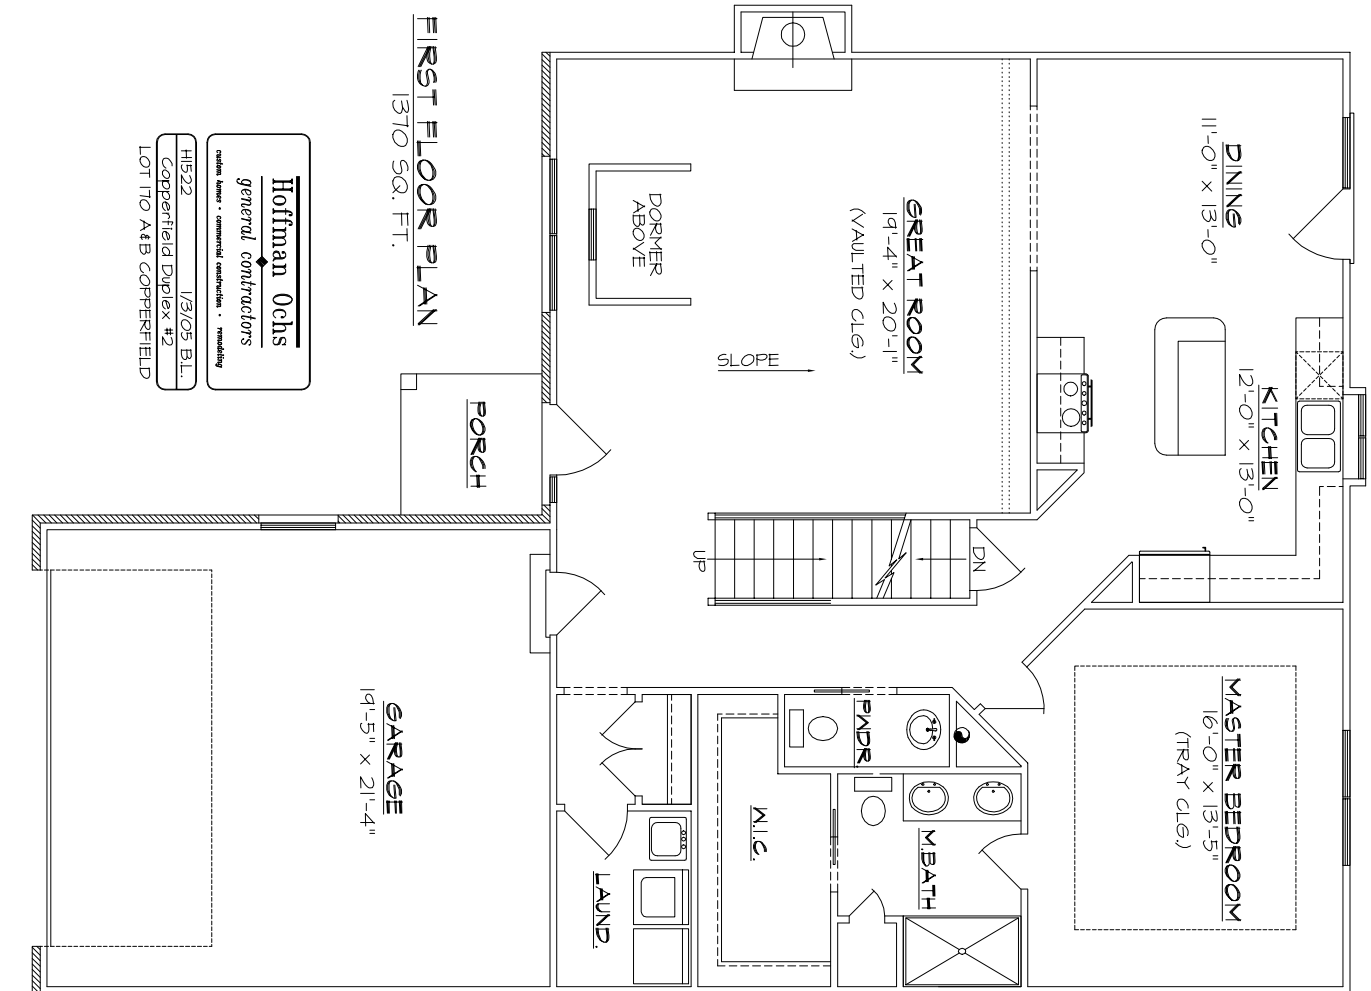 DINING
11'-0" x 13'-0"
KITCHEN
12'-0" x 13'-0"
MASTER BEDROOM
16'-0" x 13'-5"
(TRAY CLG.)
GREAT ROOM
19'-4" x 20'-1"
(VAULTED CLG.)
DORMER
ABOVE
SLOPE
DN
UP
PWDR
M.BATH
W.I.C.
LAUND.
PORCH
GARAGE
19'-5" x 21'-4"
FIRST FLOOR PLAN
1370 SQ. FT.
Hoffman Ochs
general contractors
custom homes • commercial construction • remodeling
H1522 1/3/05 B.L.
Copperfield Duplex #2
LOT 170 A&B COPPERFIELD